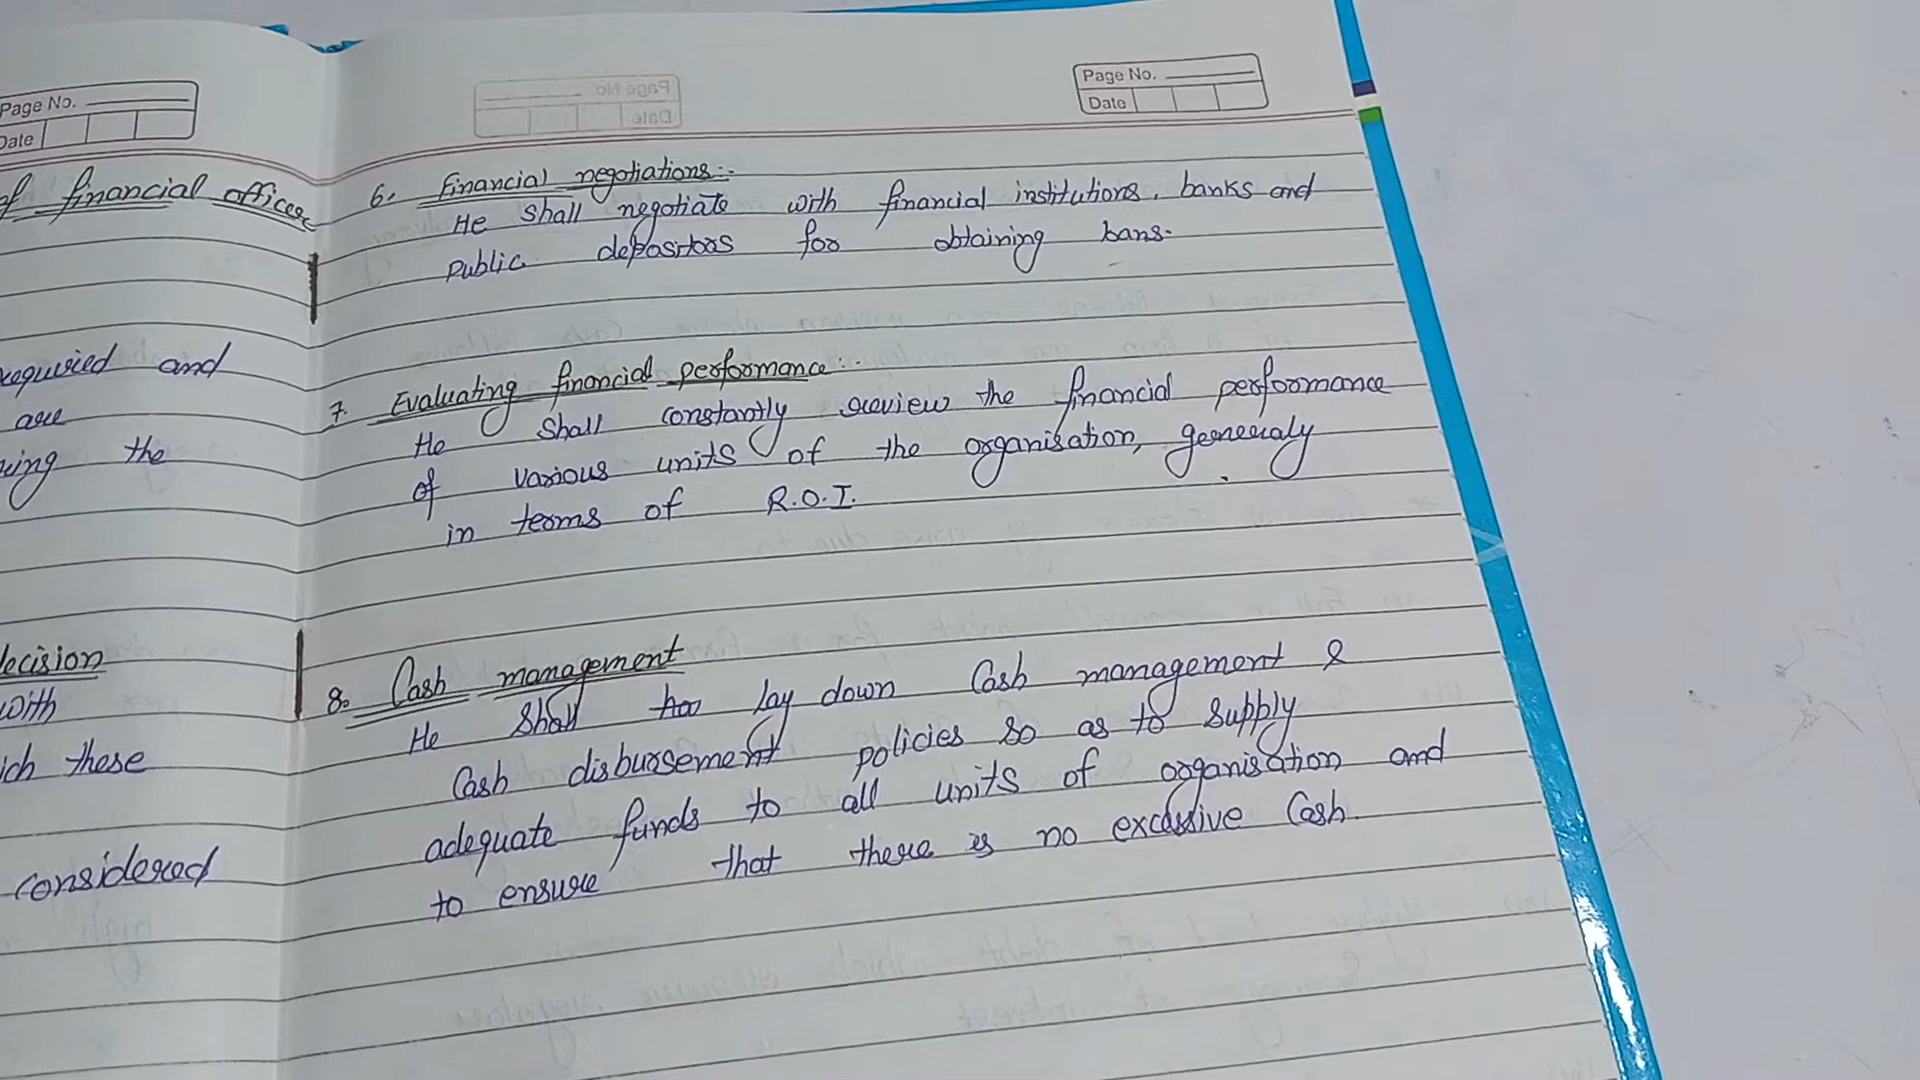 Page No.
Date
of financial officer
required and
are
the
decision
with
ich these
considered
Page No.
Date
6. Financial negotiations:-
He shall negotiate with financial institutions, banks and
public depositors for obtaining loans.
7. Evaluating financial performance:-
He shall constantly review the financial performance
of various units of the organisation, generaly
in terms of R.O.I.
8. Cash management
He shall lay down Cash management &
Cash disbursement policies so as to supply
adequate funds to all units of organisation and
to ensure that there is no excessive Cash.